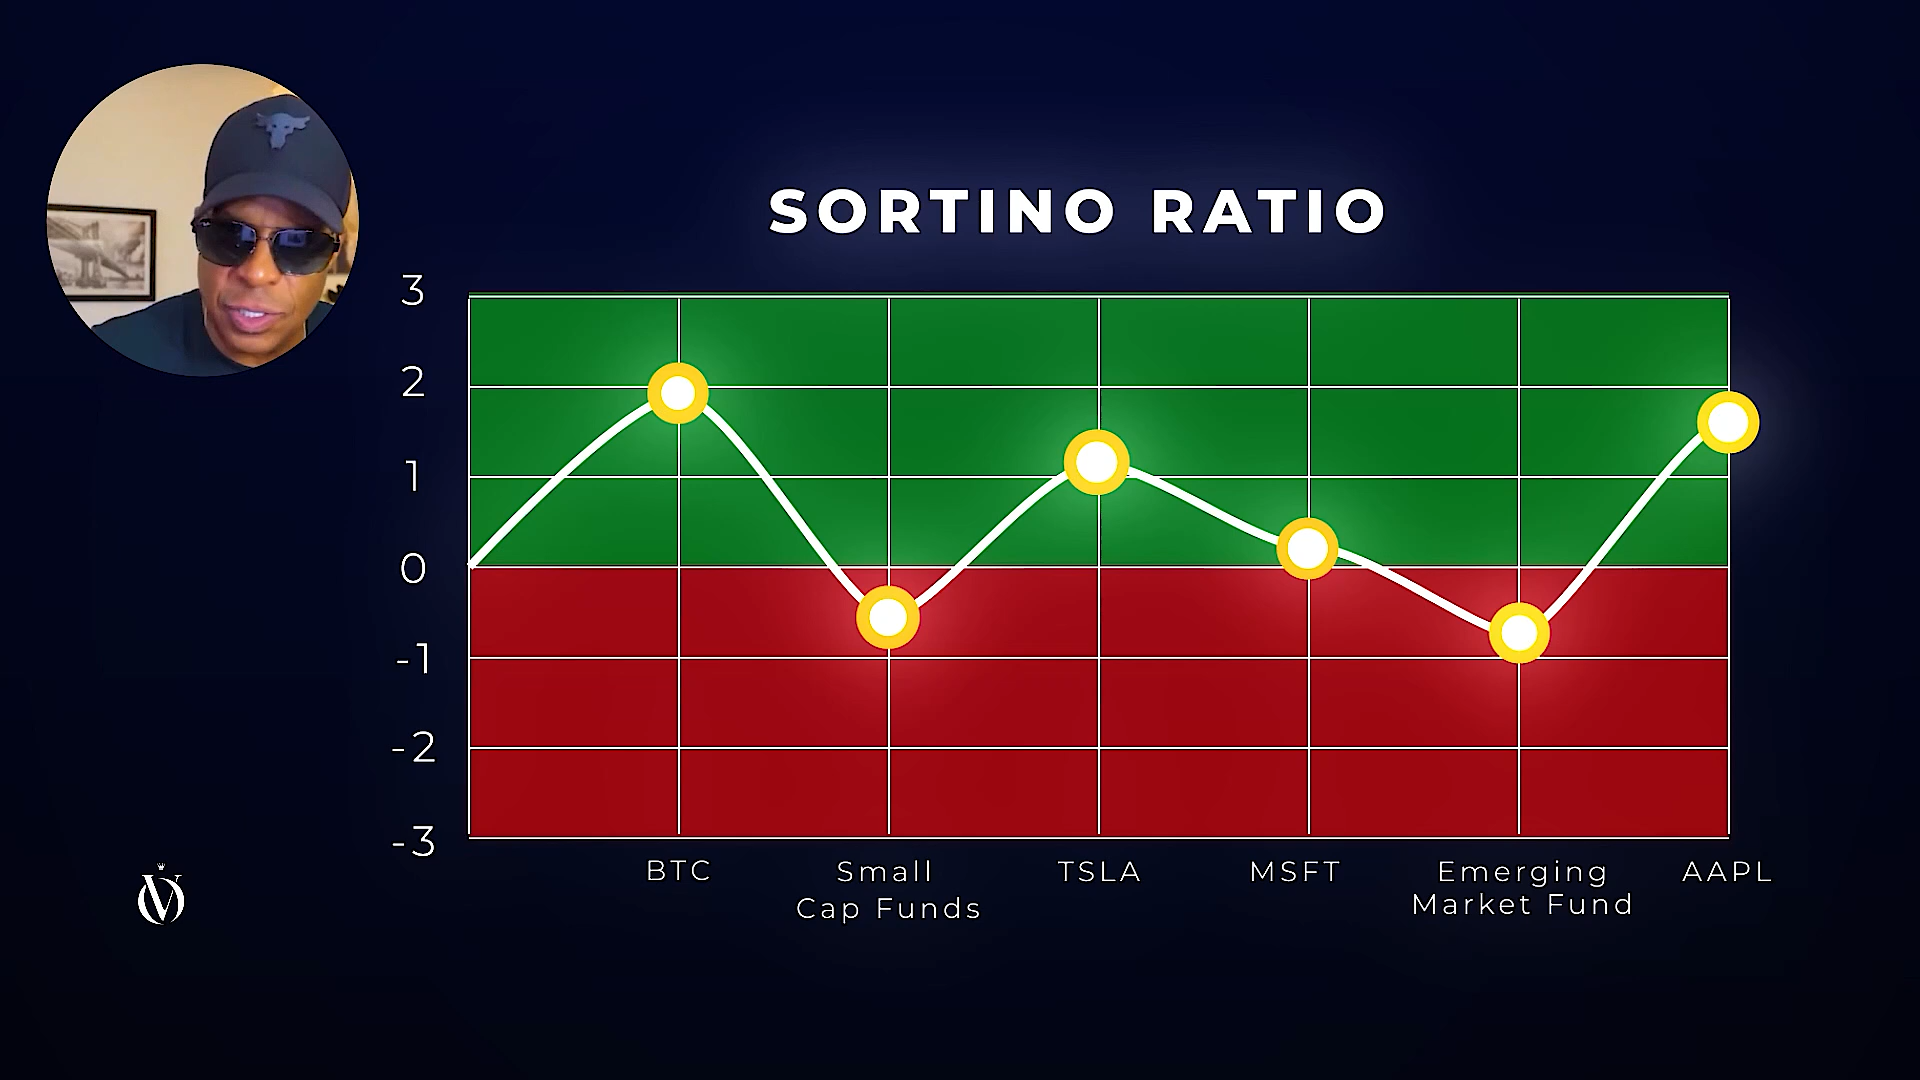 SORTINO RATIO
3
2
1
0
-1
-2
-3
BTC
Small
Cap Funds
TSLA
MSFT
Emerging
Market Fund
AAPL